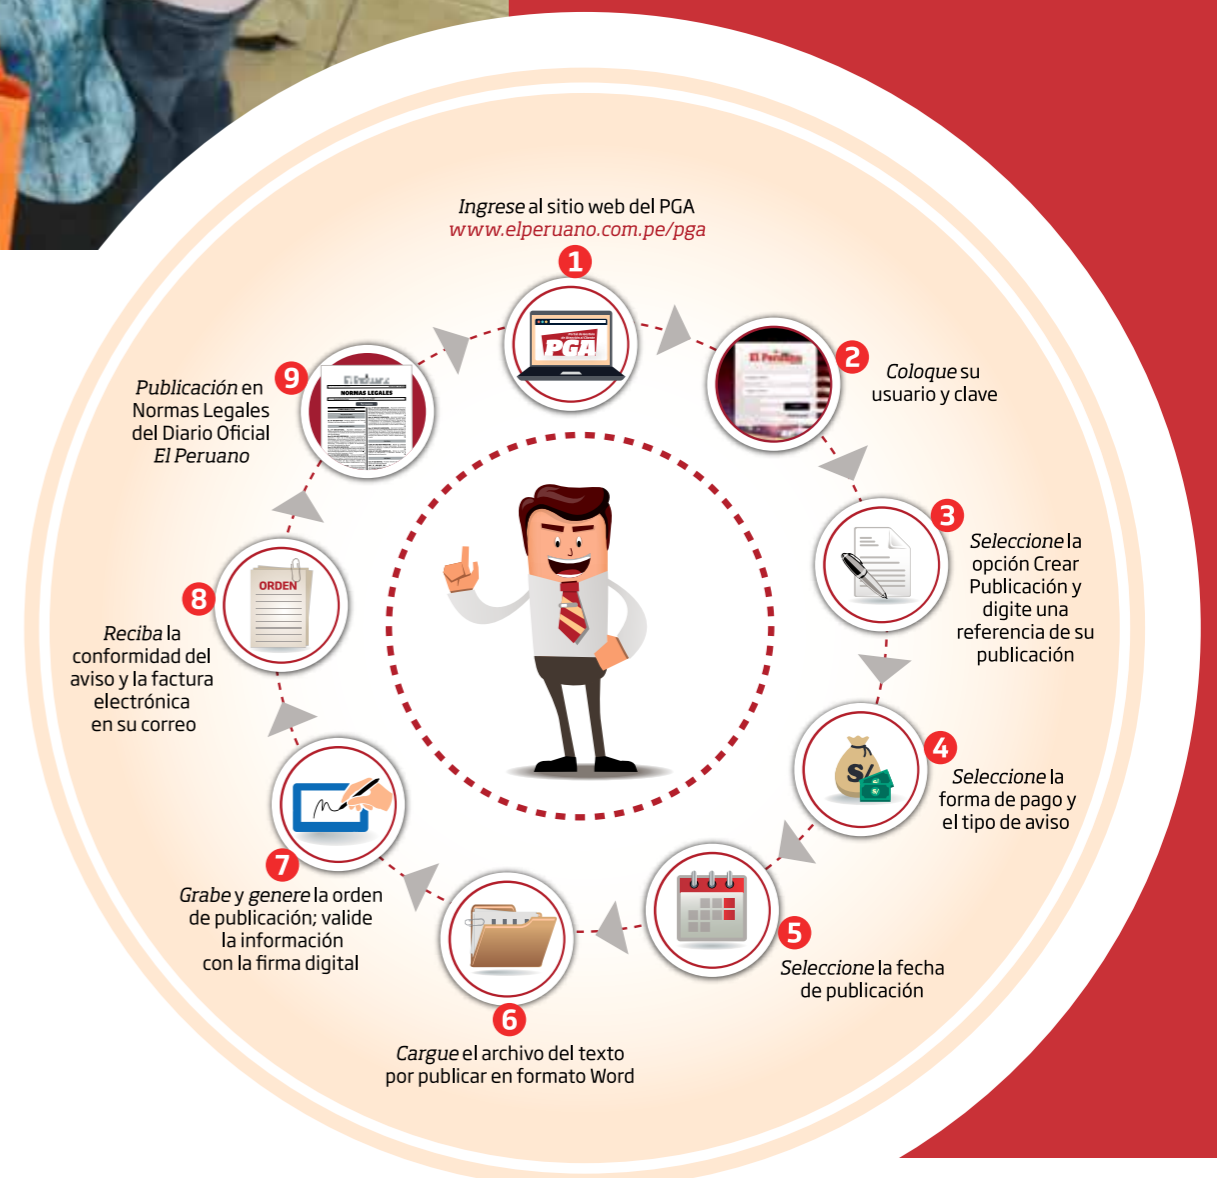 Ingrese al sitio web del PGA
www.elperuano.com.pe/pga
1
PGA
2
El Peruano
Coloque su
usuario y clave
3
Seleccione la
opción Crear
Publicación y
digite una
referencia de su
publicación
4
S/
Seleccione la
forma de pago y
el tipo de aviso
5
Seleccione la fecha
de publicación
6
Cargue el archivo del texto
por publicar en formato Word
7
Grabe y genere la orden
de publicación; valide
la información
con la firma digital
8
ORDEN
Reciba la
conformidad del
aviso y la factura
electrónica
en su correo
9
El Peruano
NORMAS LEGALES
Publicación en
Normas Legales
del Diario Oficial
El Peruano